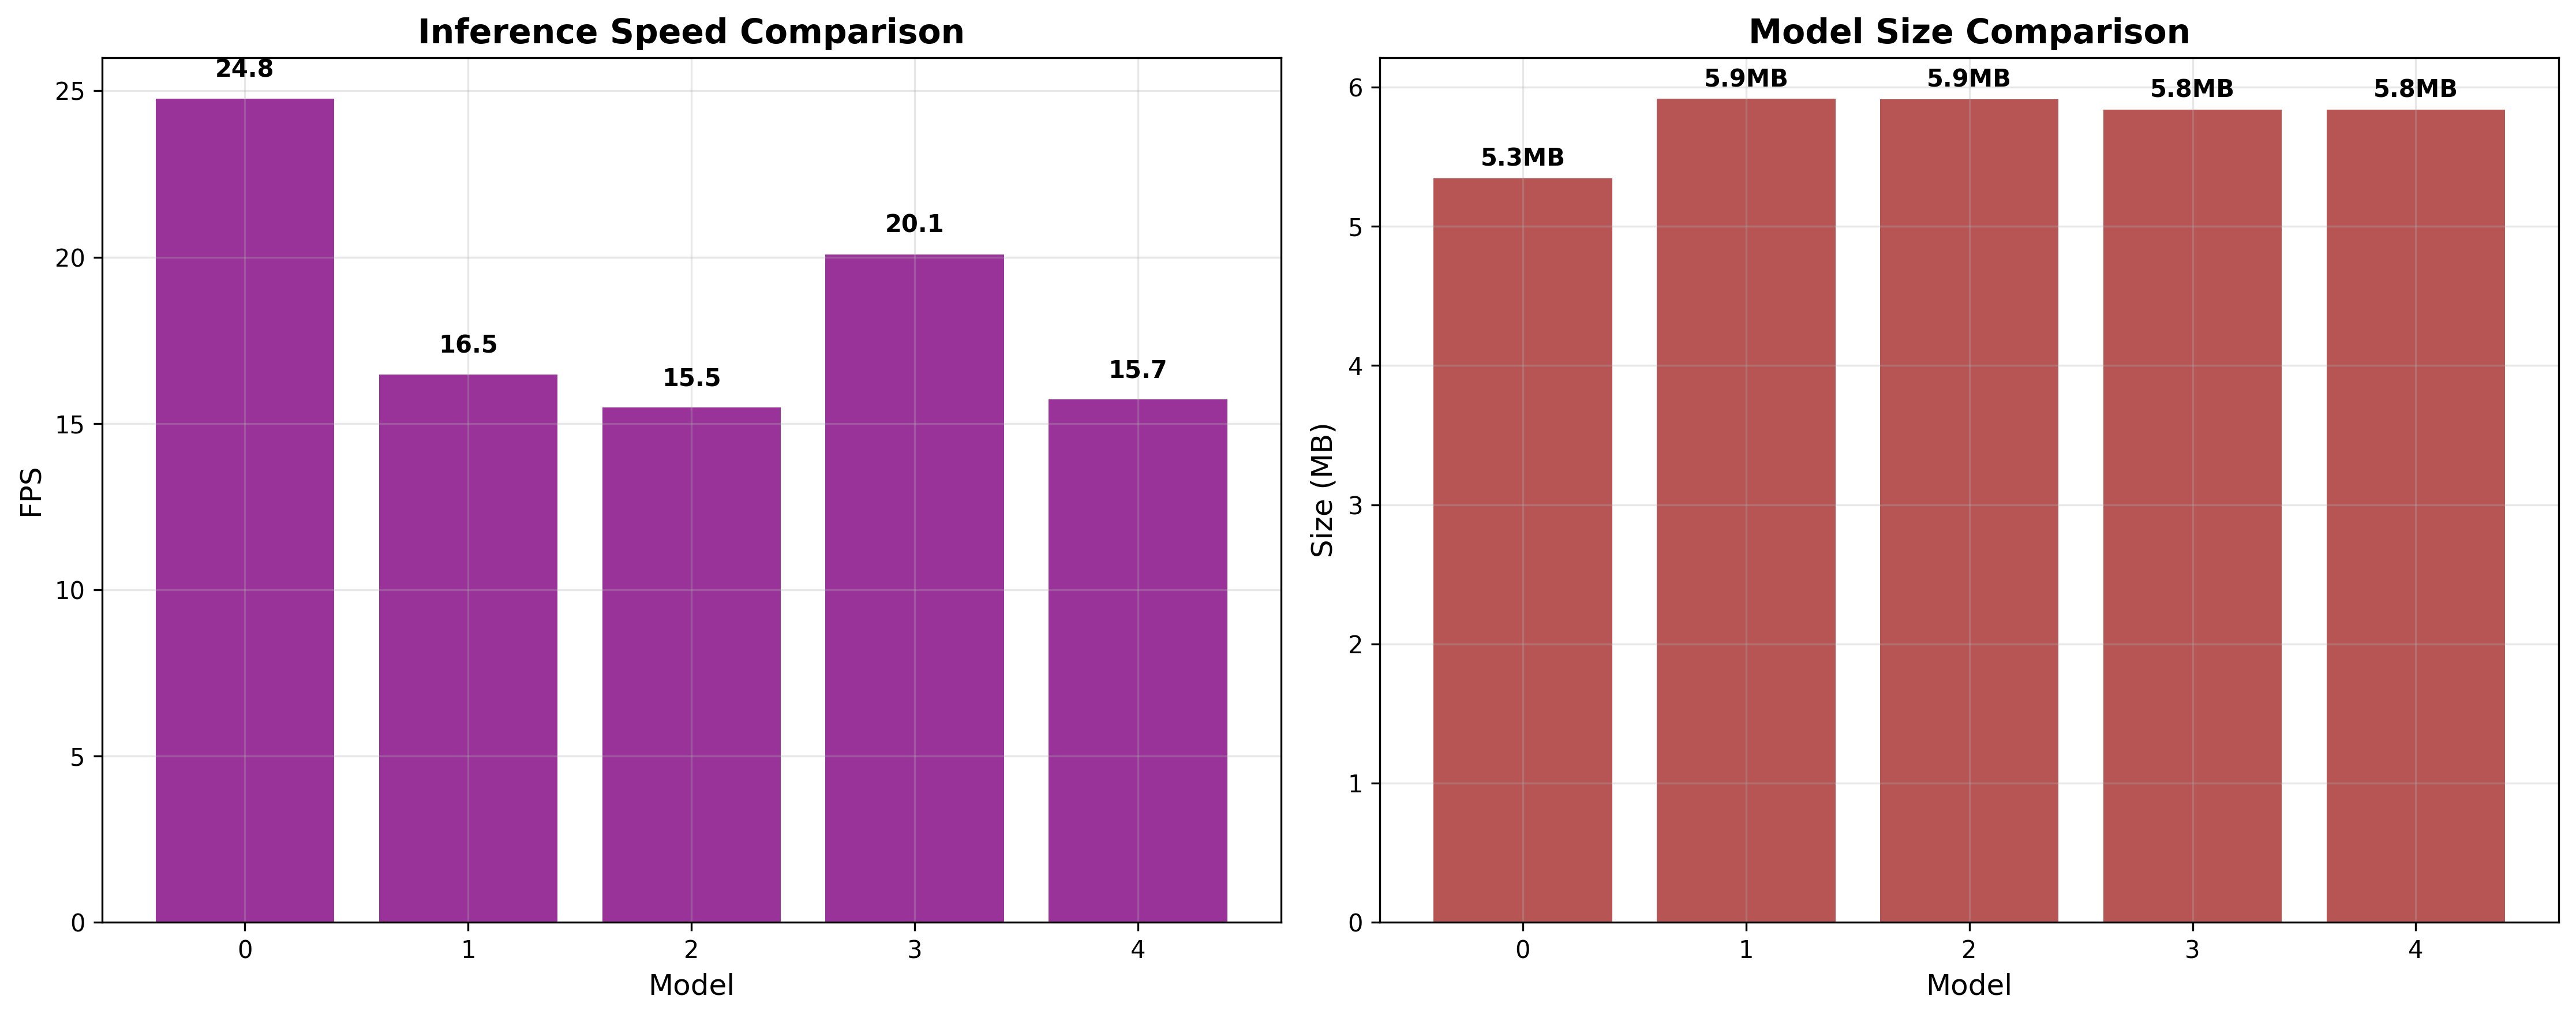 Inference Speed Comparison
24.8
16.5
15.5
20.1
15.7
25
20
15
10
5
0
FPS
0 1 2 3 4
Model
Model Size Comparison
5.3MB
5.9MB
5.9MB
5.8MB
5.8MB
6
5
4
3
2
1
0
Size (MB)
0 1 2 3 4
Model